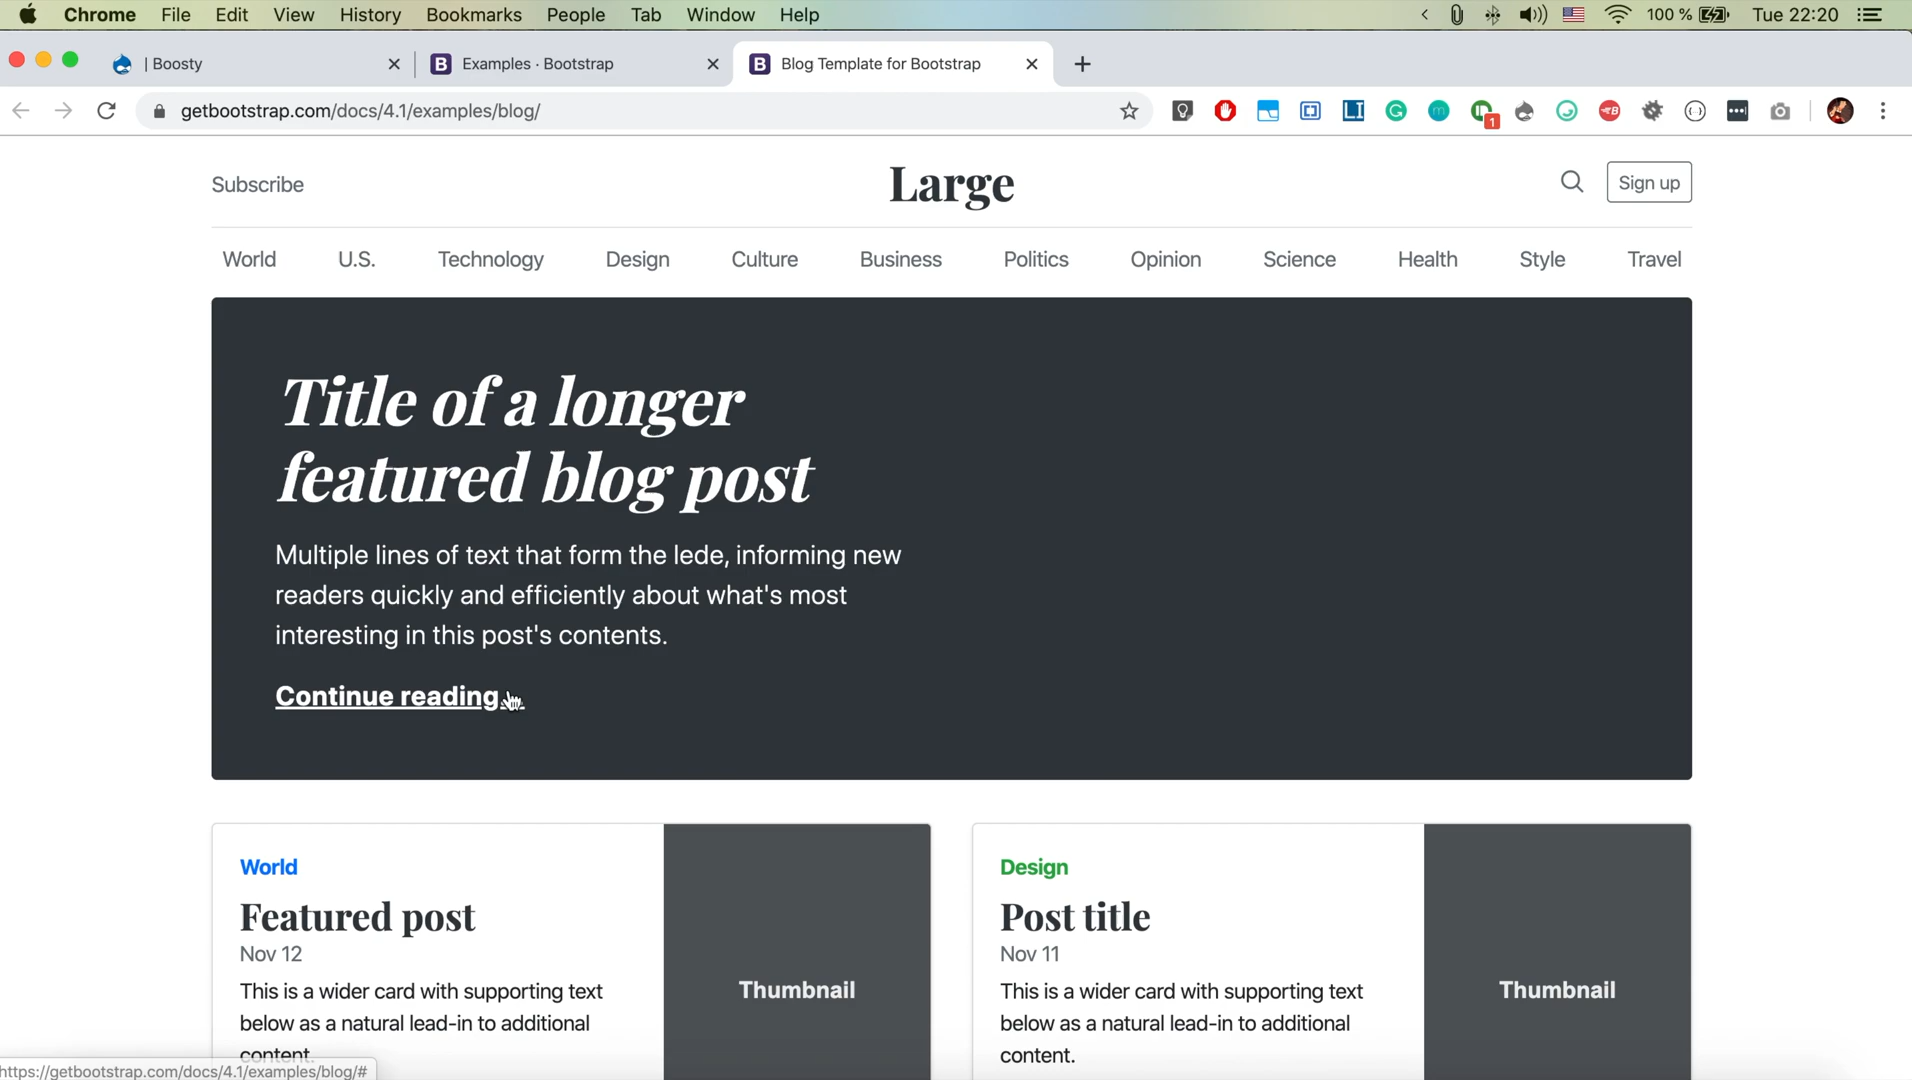 Chrome File Edit View History Bookmarks People Tab Window Help 100 % Tue 22:20
| Boosty Examples · Bootstrap Blog Template for Bootstrap
getbootstrap.com/docs/4.1/examples/blog/
1
Subscribe Large Sign up
World U.S. Technology Design Culture Business Politics Opinion Science Health Style Travel
Title of a longer
featured blog post
Multiple lines of text that form the lede, informing new
readers quickly and efficiently about what's most
interesting in this post's contents.
Continue reading...
World
Featured post
Nov 12
This is a wider card with supporting text
below as a natural lead-in to additional
content.
Thumbnail
Design
Post title
Nov 11
This is a wider card with supporting text
below as a natural lead-in to additional
content.
Thumbnail
https://getbootstrap.com/docs/4.1/examples/blog/#